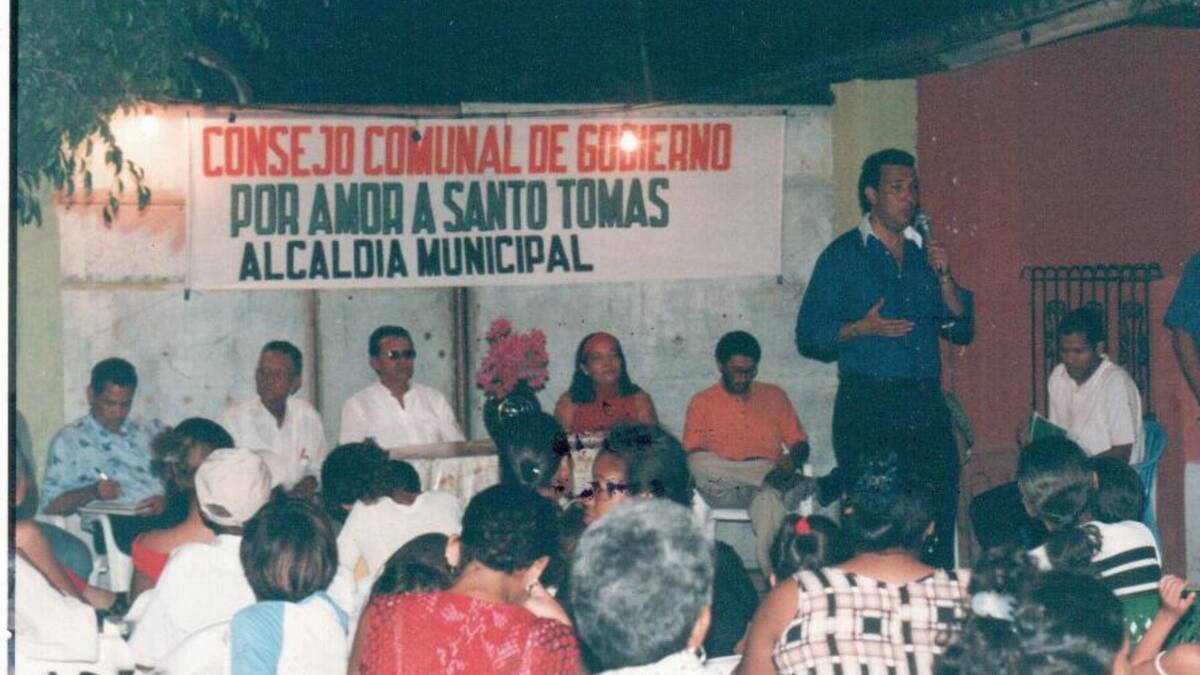 CONSEJO COMUNAL DE GOBIERNO
POR AMOR A SANTO TOMAS
ALCALDIA MUNICIPAL